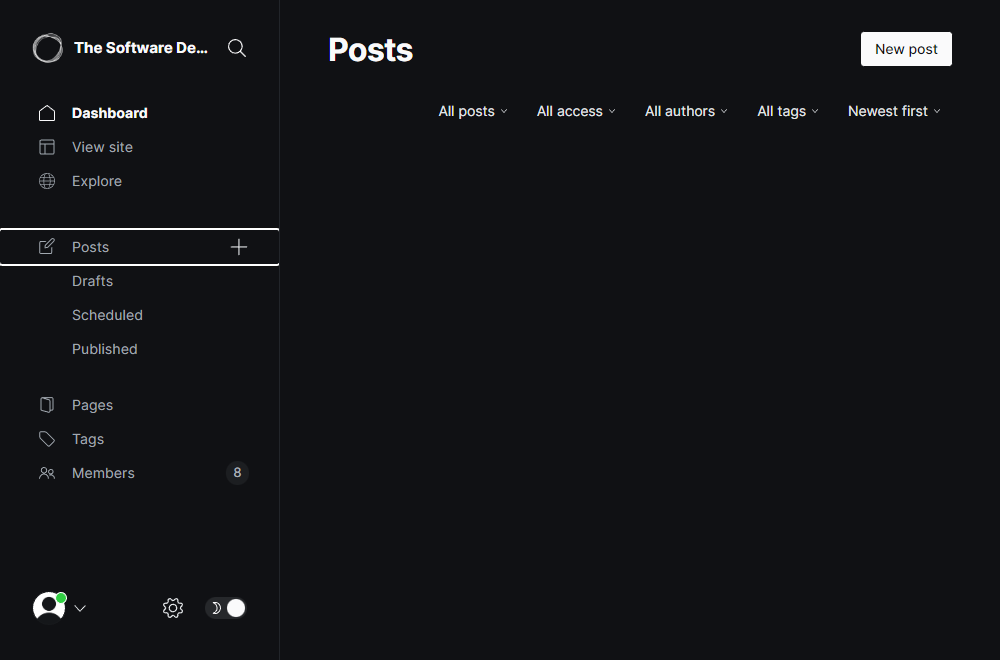 The Software De...
Dashboard
View site
Explore
Posts
Drafts
Scheduled
Published
Pages
Tags
Members 8
Posts
New post
All posts All access All authors All tags Newest first